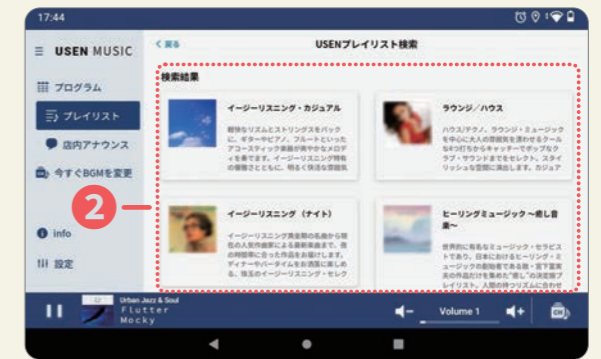 17:44
USEN MUSIC
プログラム
プレイリスト
店内アナウンス
今すぐBGMを変更
info
設定
< 戻る
USENプレイリスト検索
検索結果
イージーリスニング・カジュアル
軽快なリズムとストリングスをバック
に、ギターやピアノ、フルートといった
アコースティック楽器が爽やかなメロデ
ィを奏でます。イージーリスニング特有
の優雅さとともに、明るく快活な雰囲気
ラウンジ／ハウス
ハウス/テクノ、ラウンジ・ミュージック
を中心に大人の雰囲気を漂わせるクール
な4つ打ちからキャッチーでポップなク
ラブ・サウンドまでをセレクト。スタイ
リッシュな空間に演出します。カジュア
イージーリスニング（ナイト）
イージーリスニング黄金期の名曲から現
在の人気作曲家による最新楽曲まで、夜
の時間帯に合った作品をお届けします。
ディナーやバータイムをお洒落に楽しめ
る、珠玉のイージーリスニング・セレク
ヒーリングミュージック～癒し音
楽～
世界的に有名なミュージック・セラピス
トであり、日本におけるヒーリング・ミ
ュージックの創始者である故・宮下富実
夫の作品だけを集めた"癒し"の決定版プ
レイリスト。人間の持つリズムに合わせ
2
Urban Jazz & Soul
Flutter
Mocky
Volume 1
CH